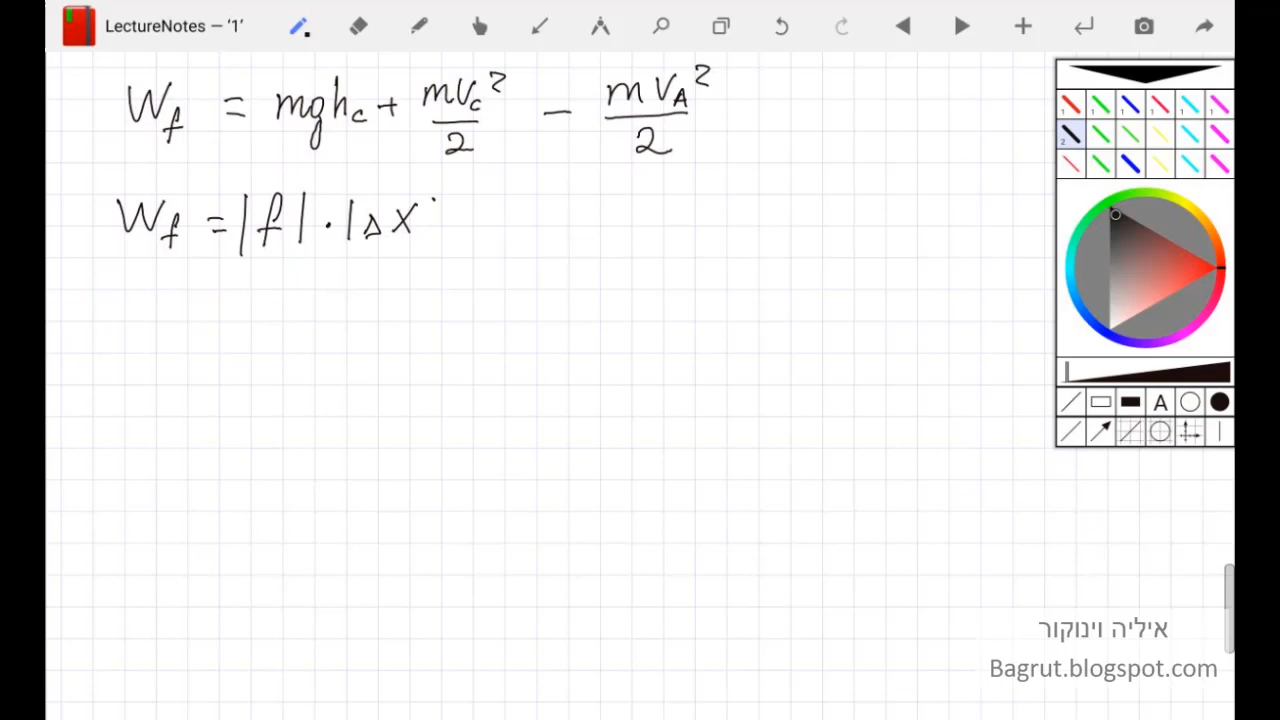 LectureNotes – ‘1’
W_f = mgh_c + mv_c²/2 − mv_A²/2
W_f = |f| · |Δx
A
איליה וינוקור
Bagrut.blogspot.com